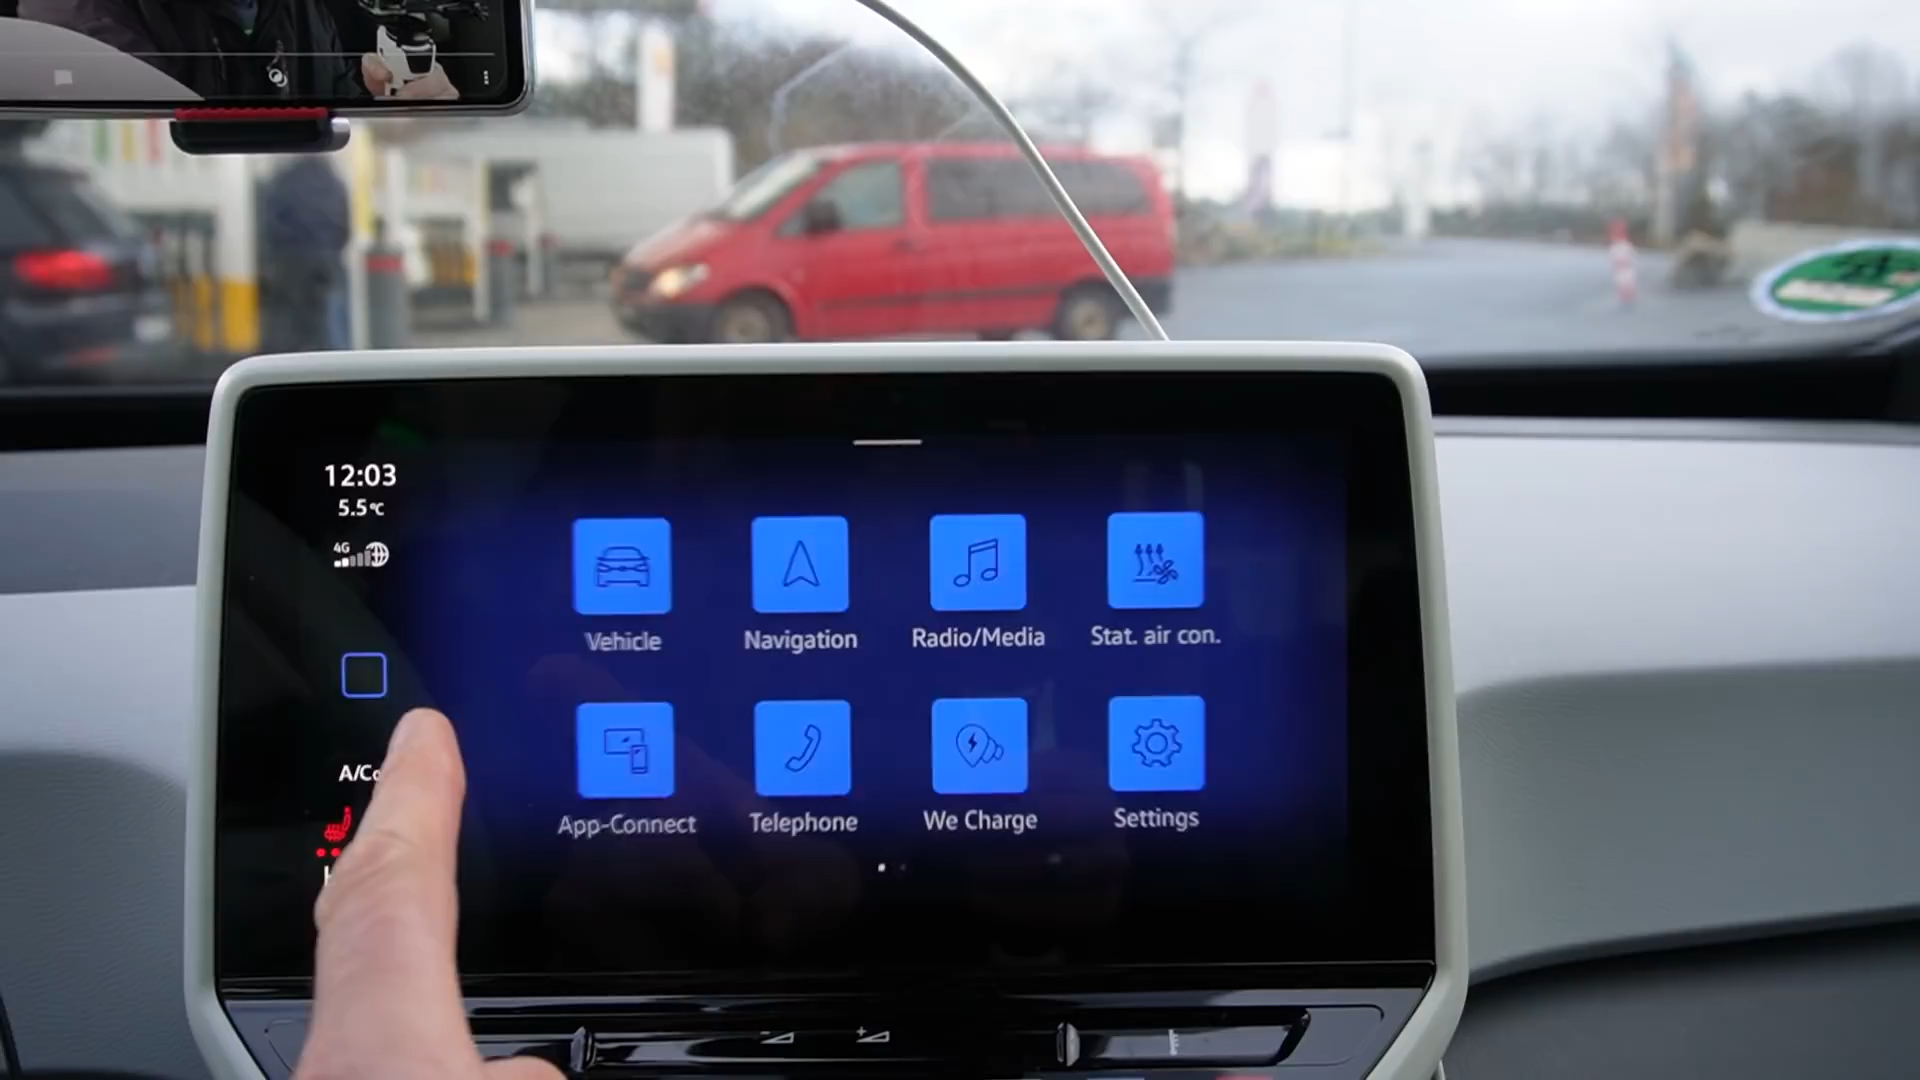 12:03
5.5°C
4G
Vehicle
Navigation
Radio/Media
Stat. air con.
App-Connect
Telephone
We Charge
Settings